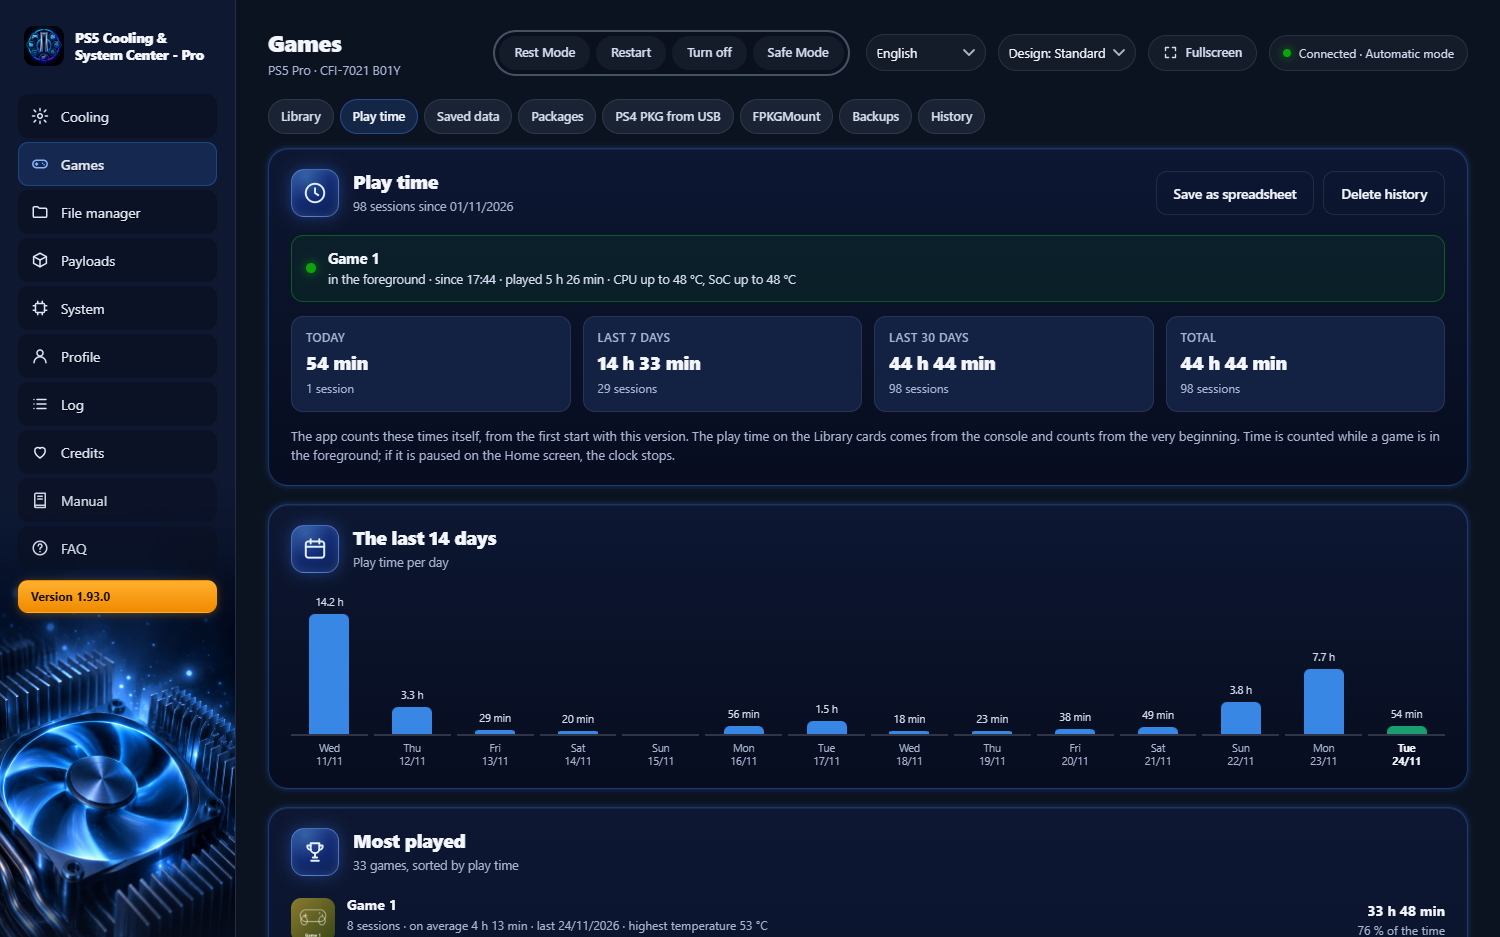 PS5 Cooling &
System Center - Pro
Cooling
Games
File manager
Payloads
System
Profile
Log
Credits
Manual
FAQ
Version 1.93.0
Games
PS5 Pro · CFI-7021 B01Y
Rest Mode
Restart
Turn off
Safe Mode
English
Design: Standard
Fullscreen
Connected · Automatic mode
Library
Play time
Saved data
Packages
PS4 PKG from USB
FPKGMount
Backups
History
Play time
98 sessions since 01/11/2026
Save as spreadsheet
Delete history
Game 1
in the foreground · since 17:44 · played 5 h 26 min · CPU up to 48 °C, SoC up to 48 °C
TODAY
54 min
1 session
LAST 7 DAYS
14 h 33 min
29 sessions
LAST 30 DAYS
44 h 44 min
98 sessions
TOTAL
44 h 44 min
98 sessions
The app counts these times itself, from the first start with this version. The play time on the Library cards comes from the console and counts from the very beginning. Time is counted while a game is in
the foreground; if it is paused on the Home screen, the clock stops.
The last 14 days
Play time per day
14.2 h
3.3 h
29 min
20 min
56 min
1.5 h
18 min
23 min
38 min
49 min
3.8 h
7.7 h
54 min
Wed
11/11
Thu
12/11
Fri
13/11
Sat
14/11
Sun
15/11
Mon
16/11
Tue
17/11
Wed
18/11
Thu
19/11
Fri
20/11
Sat
21/11
Sun
22/11
Mon
23/11
Tue
24/11
Most played
33 games, sorted by play time
Game 1
8 sessions · on average 4 h 13 min · last 24/11/2026 · highest temperature 53 °C
33 h 48 min
76 % of the time
Game 1